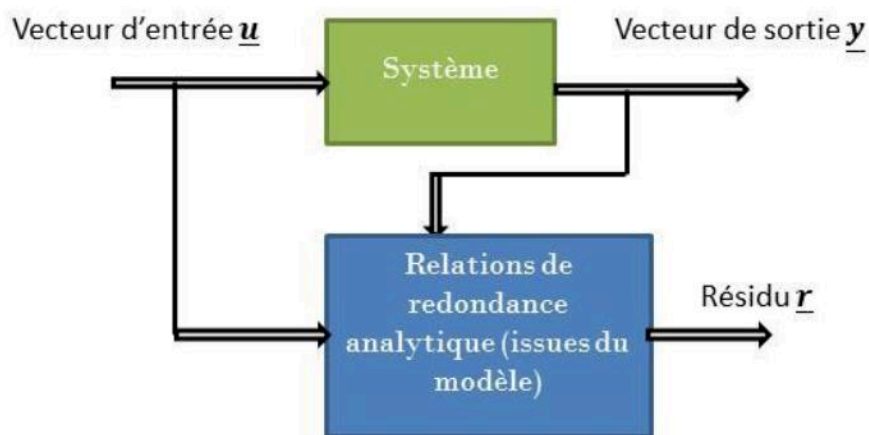 Vecteur d'entrée u
Vecteur de sortie y
Système
Relations de
redondance
analytique (issues du
modèle)
Résidu r